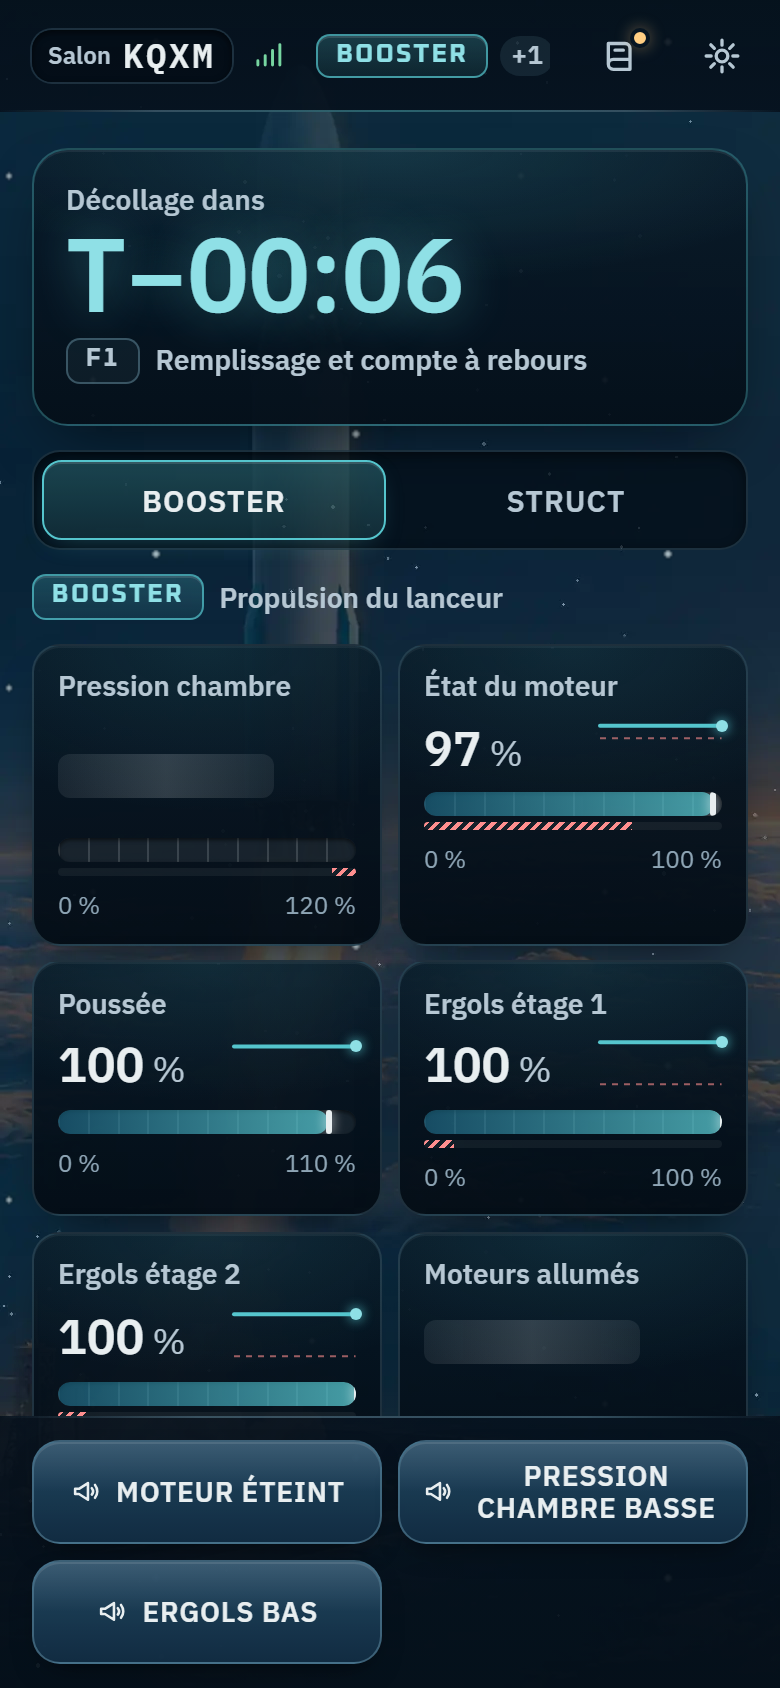 Salon KQXM BOOSTER +1
Décollage dans
T−00:06
F1 Remplissage et compte à rebours
BOOSTER STRUCT
BOOSTER Propulsion du lanceur
Pression chambre
0 % 120 %
État du moteur
97 %
0 % 100 %
Poussée
100 %
0 % 110 %
Ergols étage 1
100 %
0 % 100 %
Ergols étage 2
100 %
Moteurs allumés
MOTEUR ÉTEINT
PRESSION
CHAMBRE BASSE
ERGOLS BAS